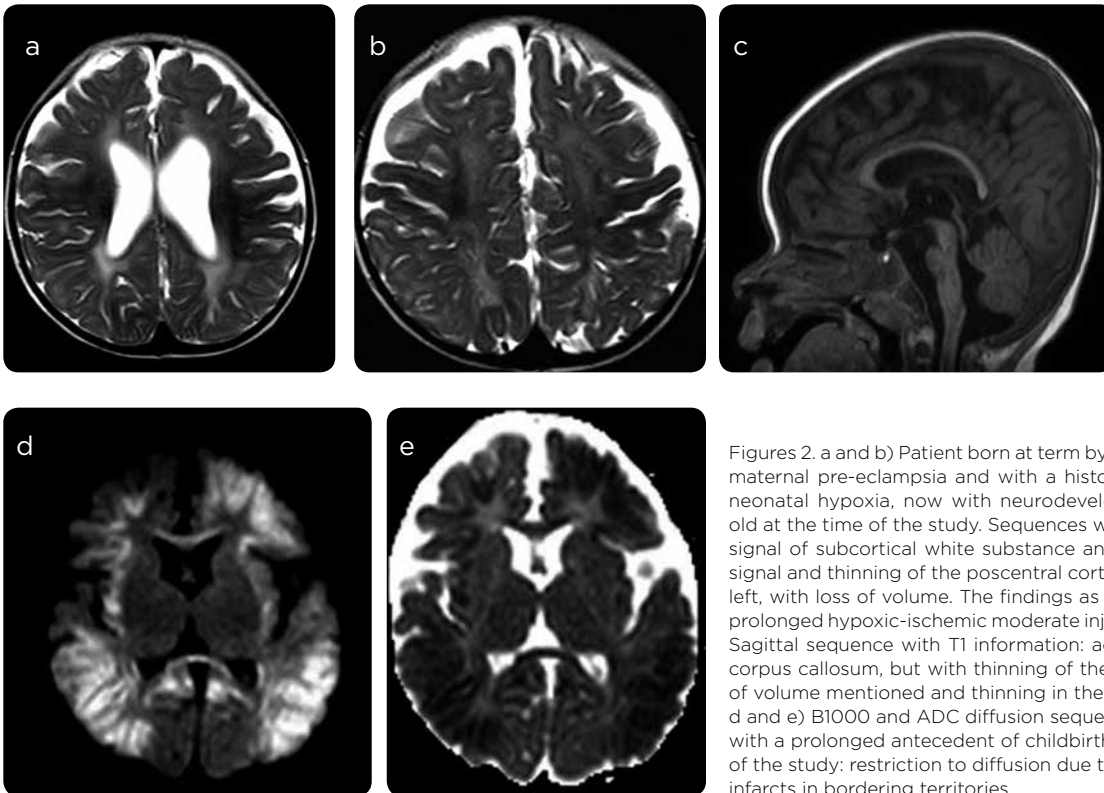 a
b
c
d
e
Figures 2. a and b) Patient born at term by
maternal pre-eclampsia and with a histo
neonatal hypoxia, now with neurodevel
old at the time of the study. Sequences w
signal of subcortical white substance an
signal and thinning of the poscentral cort
left, with loss of volume. The findings as
prolonged hypoxic-ischemic moderate inj
Sagittal sequence with T1 information: a
corpus callosum, but with thinning of the
of volume mentioned and thinning in the
d and e) B1000 and ADC diffusion seque
with a prolonged antecedent of childbirth
of the study: restriction to diffusion due t
infarcts in bordering territories.